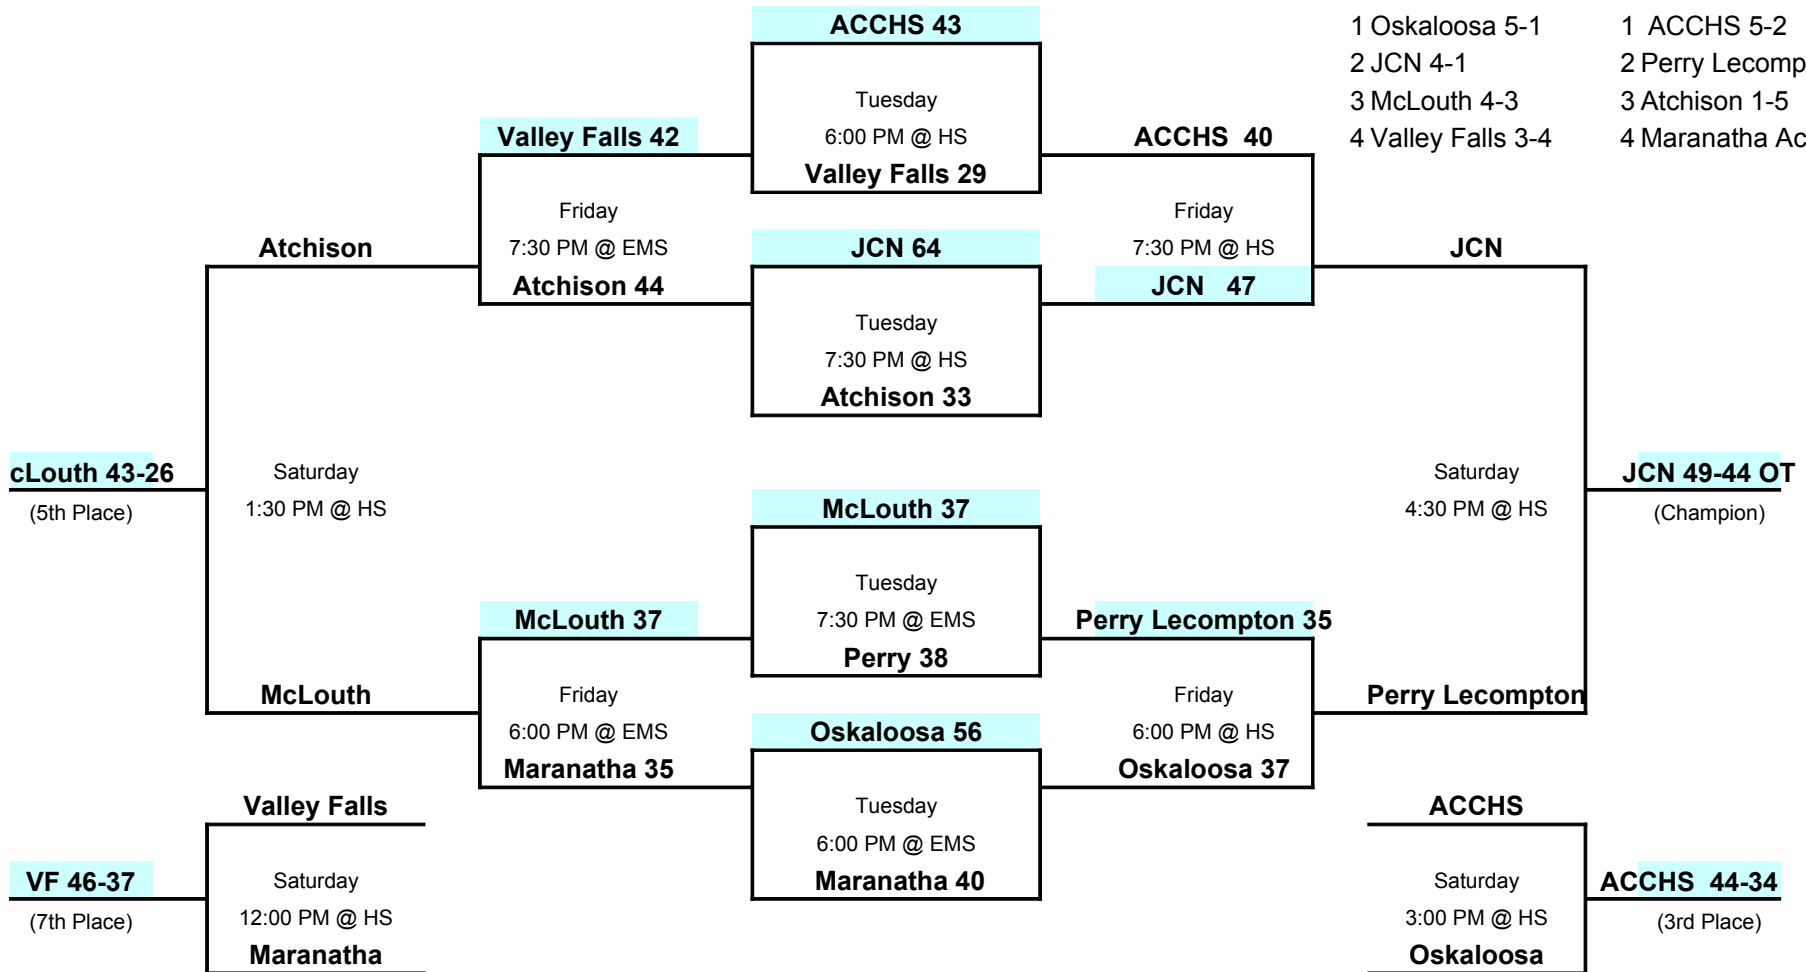 ACCHS 43
1 Oskaloosa 5-1
1 ACCHS 5-2
2 JCN 4-1
2 Perry Lecomp
Tuesday
3 McLouth 4-3
3 Atchison 1-5
Valley Falls 42
6:00 PM @ HS
ACCHS 40
4 Valley Falls 3-4
4 Maranatha Ac
Valley Falls 29
Friday
Friday
Atchison
7:30 PM @ EMS
JCN 64
7:30 PM @ HS
JCN
Atchison 44
JCN 47
Tuesday
7:30 PM @ HS
Atchison 33
cLouth 43-26
Saturday
Saturday
JCN 49-44 OT
(5th Place)
1:30 PM @ HS
McLouth 37
4:30 PM @ HS
(Champion)
Tuesday
McLouth 37
7:30 PM @ EMS
Perry Lecompton 35
Perry 38
McLouth
Friday
Friday
Perry Lecompton
6:00 PM @ EMS
Oskaloosa 56
6:00 PM @ HS
Maranatha 35
Oskaloosa 37
Valley Falls
Tuesday
ACCHS
6:00 PM @ EMS
VF 46-37
Saturday
Maranatha 40
Saturday
ACCHS 44-34
(7th Place)
12:00 PM @ HS
3:00 PM @ HS
(3rd Place)
Maranatha
Oskaloosa